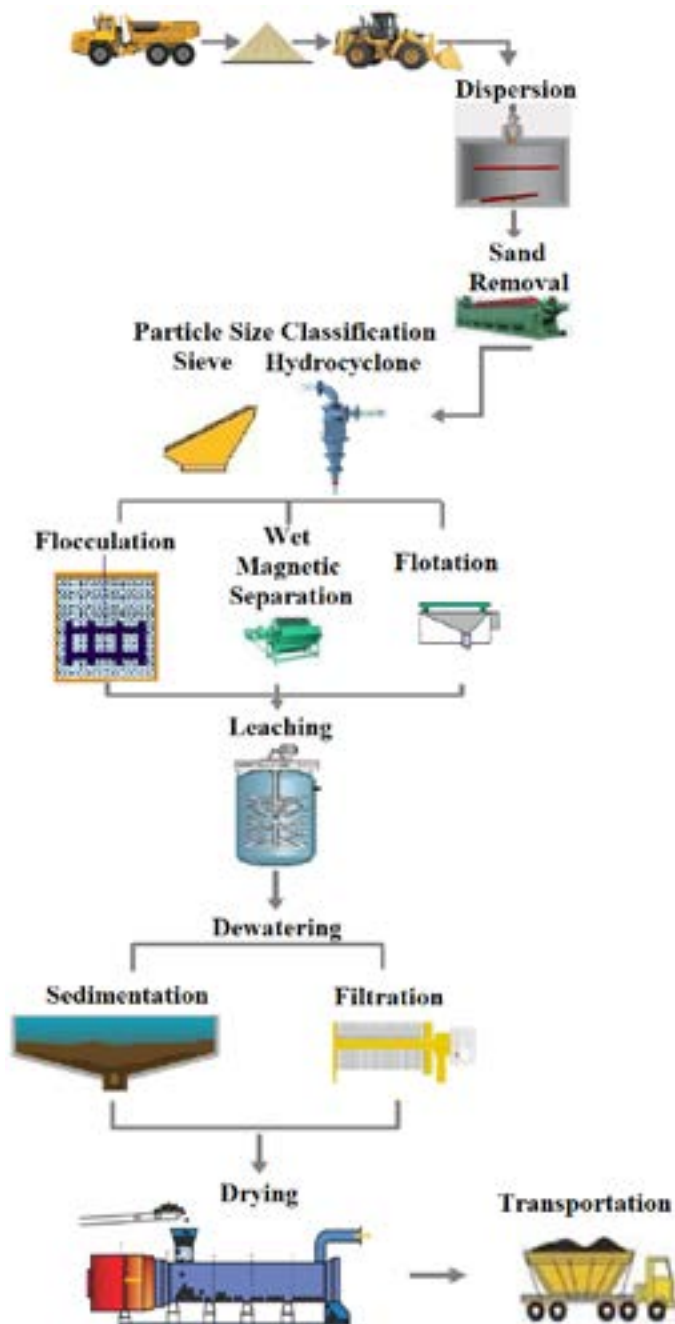 Dispersion
Sand
Removal
Particle Size Classification
Sieve Hydrocyclone
Flocculation
Wet
Magnetic
Separation
Flotation
Leaching
Dewatering
Sedimentation
Filtration
Drying
Transportation